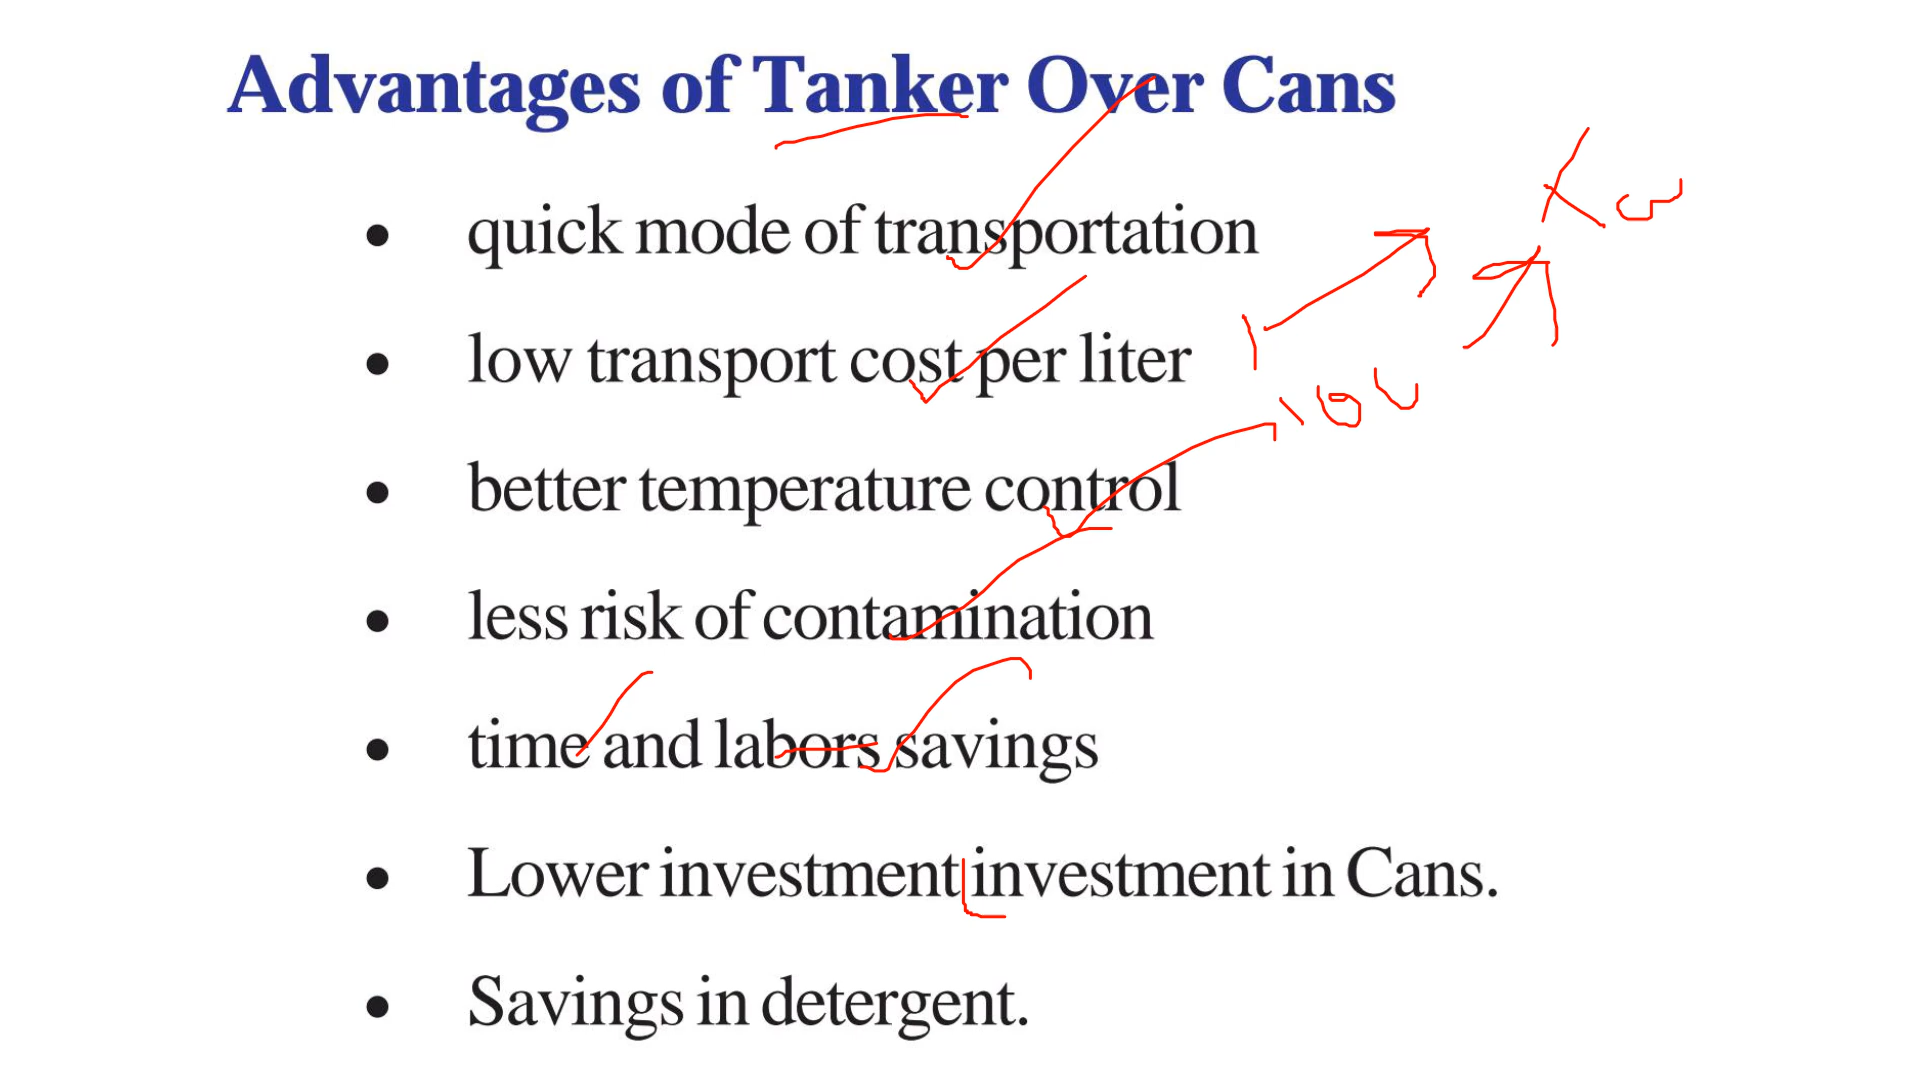 Advantages of Tanker Over Cans
• quick mode of transportation
• low transport cost per liter
• better temperature control
• less risk of contamination
• time and labors savings
• Lower investment investment in Cans.
• Savings in detergent.